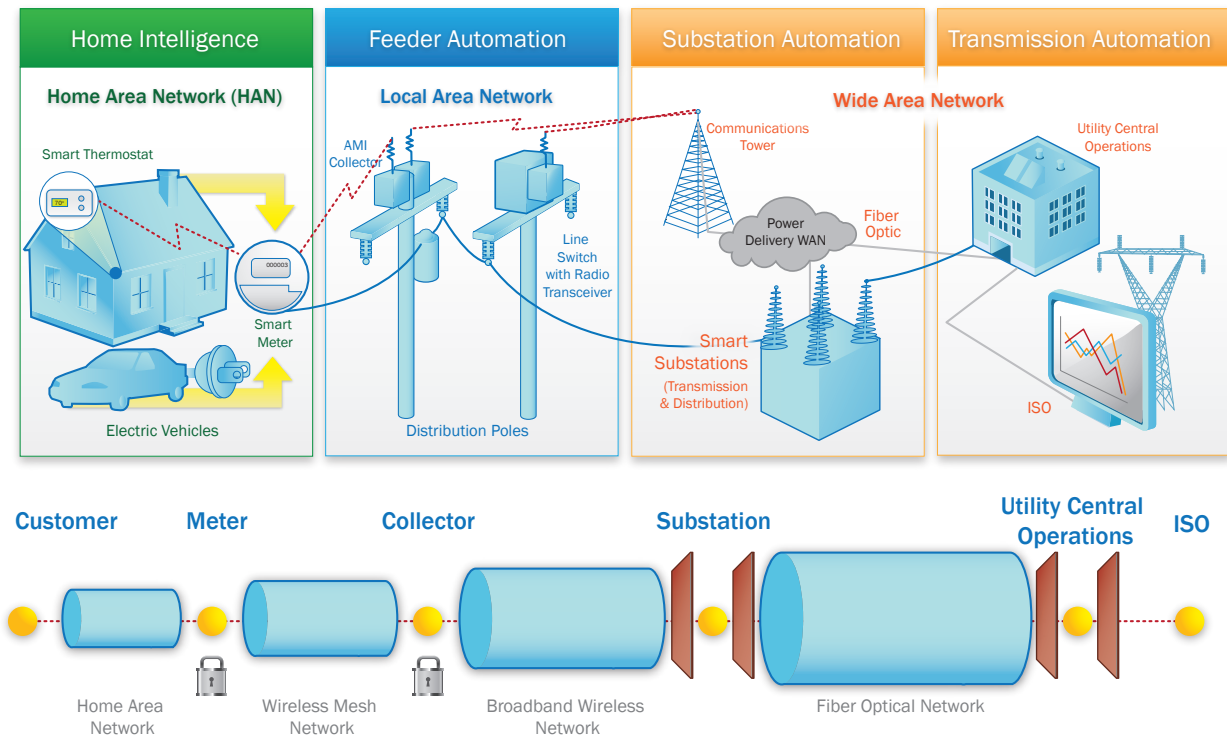 Home Intelligence
Feeder Automation
Substation Automation
Transmission Automation
Home Area Network (HAN)
Local Area Network
Wide Area Network
Smart Thermostat
70°
000003
Smart
Meter
Electric Vehicles
AMI
Collector
Line
Switch
with Radio
Transceiver
Distribution Poles
Communications
Tower
Power
Delivery WAN
Fiber
Optic
Smart
Substations
(Transmission
& Distribution)
Utility Central
Operations
ISO
Customer
Meter
Collector
Substation
Utility Central
Operations
ISO
Home Area
Network
Wireless Mesh
Network
Broadband Wireless
Network
Fiber Optical Network